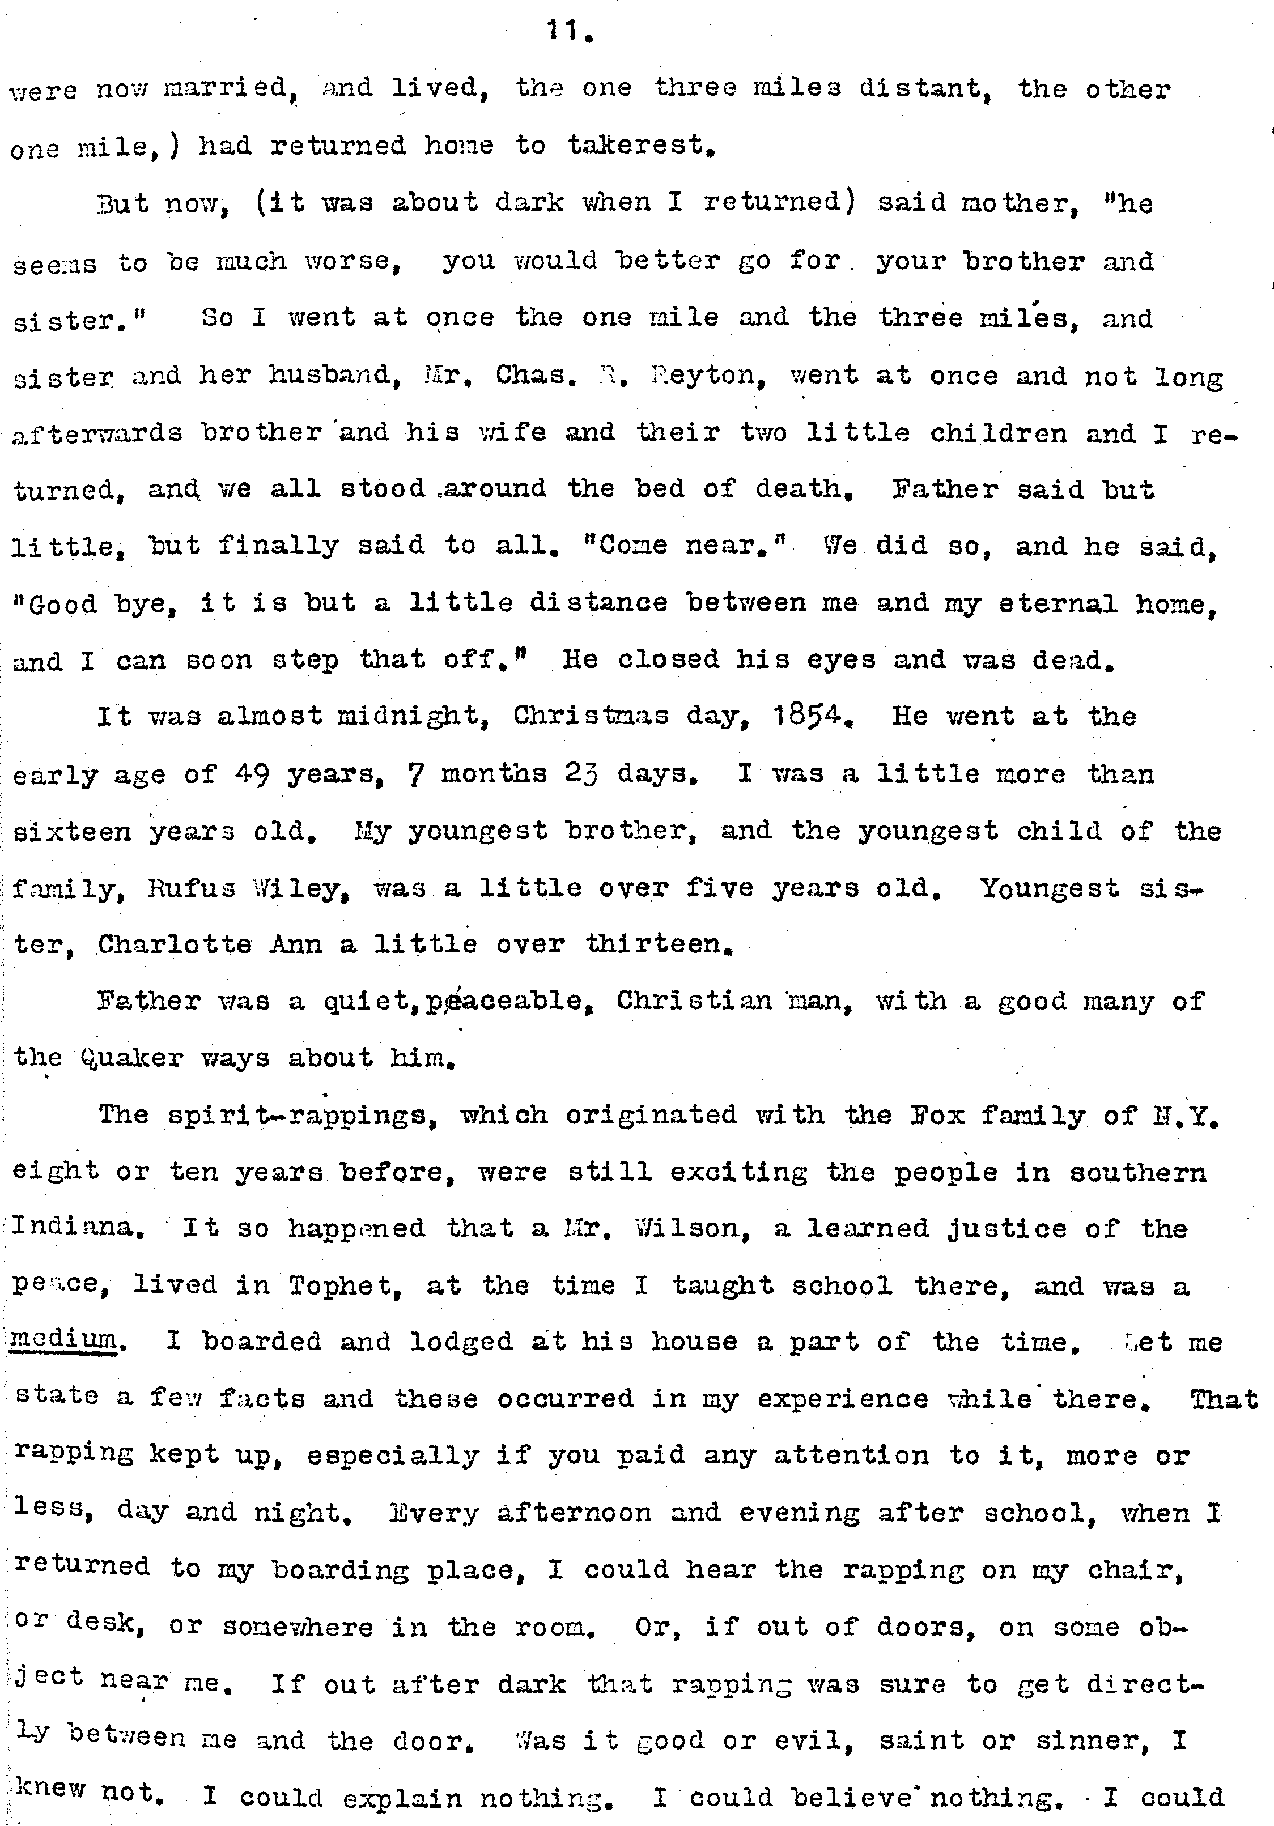 11.
were now married, and lived, the one three miles distant, the other
one mile,) had returned home to takerest.
But now, (it was about dark when I returned) said mother, "he
seems to be much worse, you would better go for. your brother and
sister." So I went at once the one mile and the three miles, and
sister and her husband, Mr. Chas. R. Peyton, went at once and not long
afterwards brother and his wife and their two little children and I re-
turned, and we all stood around the bed of death. Father said but
little, but finally said to all. "Come near." We did so, and he said,
"Good bye, it is but a little distance between me and my eternal home,
and I can soon step that off." He closed his eyes and was dead.
It was almost midnight, Christmas day, 1854. He went at the
early age of 49 years, 7 months 23 days. I was a little more than
sixteen years old. My youngest brother, and the youngest child of the
family, Rufus Wiley, was a little over five years old. Youngest sis-
ter, Charlotte Ann a little over thirteen.
Father was a quiet,peaceable, Christian man, with a good many of
the Quaker ways about him.
The spirit-rappings, which originated with the Fox family of N.Y.
eight or ten years before, were still exciting the people in southern
Indiana. It so happened that a Mr. Wilson, a learned justice of the
peace, lived in Tophet, at the time I taught school there, and was a
medium. I boarded and lodged at his house a part of the time. Let me
state a few facts and these occurred in my experience while there. That
rapping kept up, especially if you paid any attention to it, more or
less, day and night. Every afternoon and evening after school, when I
returned to my boarding place, I could hear the rapping on my chair,
or desk, or somewhere in the room. Or, if out of doors, on some ob-
ject near me. If out after dark that rapping was sure to get direct-
ly between me and the door. Was it good or evil, saint or sinner, I
knew not. I could explain nothing. I could believe nothing. I could